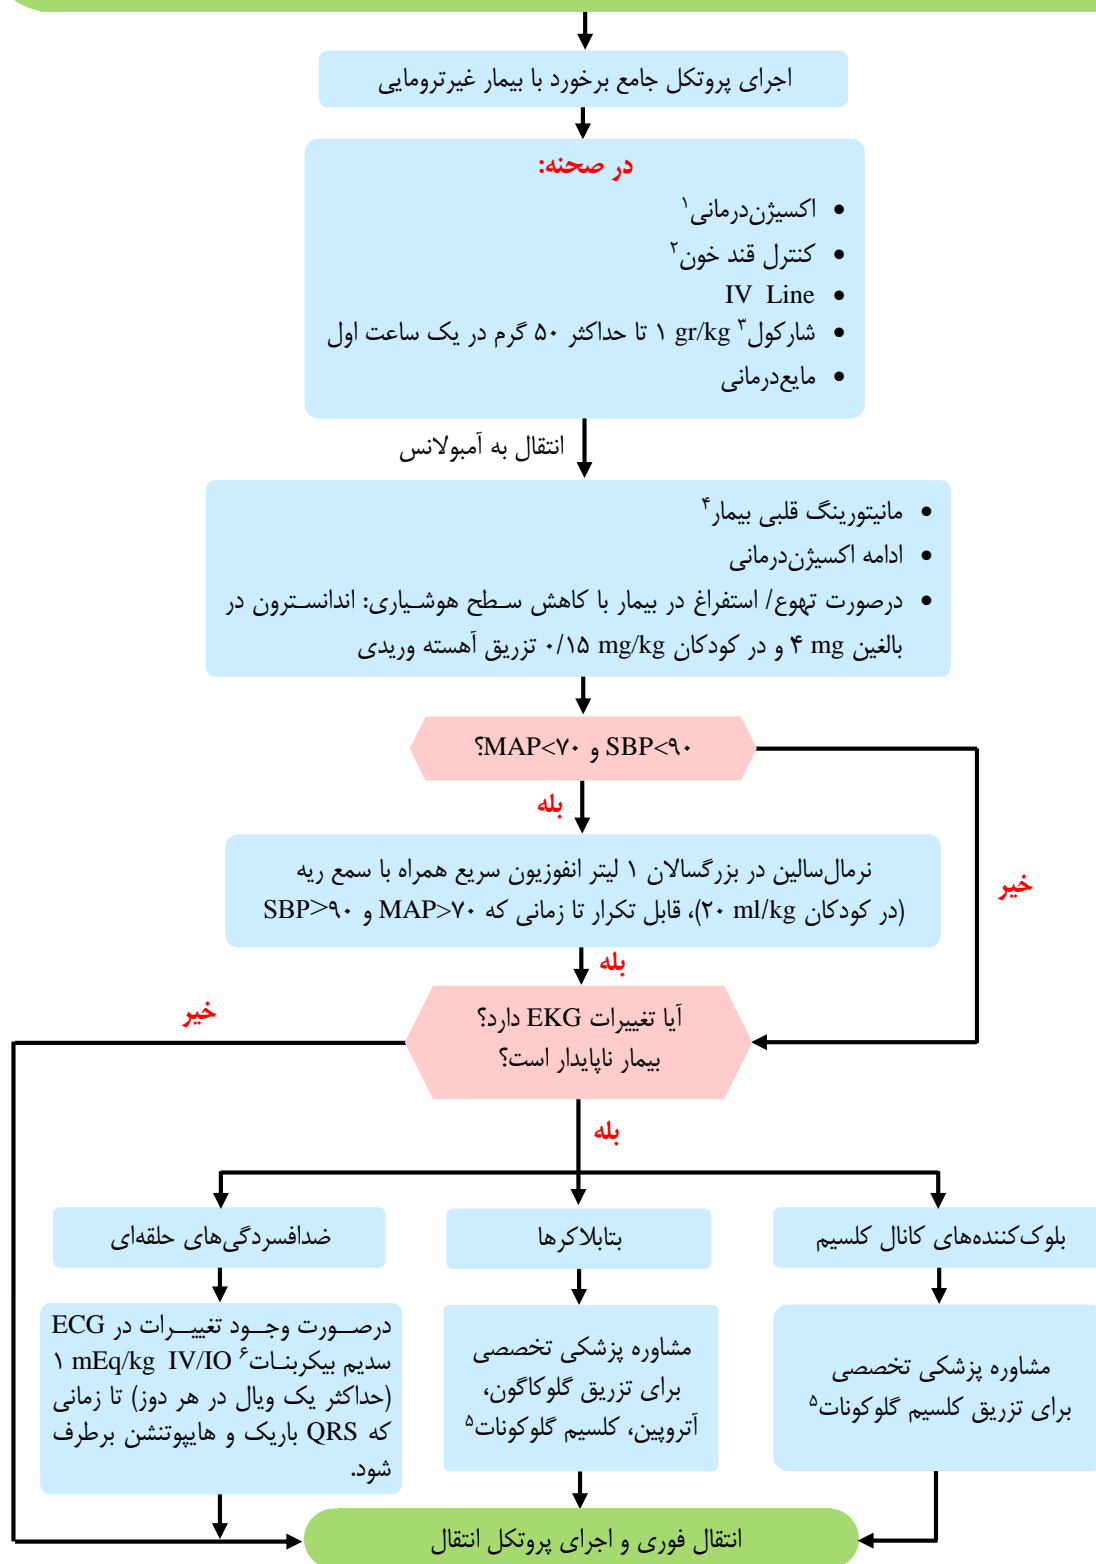 اجرای پروتکل جامع برخورد با بیمار غیرترومایی
در صحنه:
• اکسیژن‌درمانی۱
• کنترل قند خون۲
• IV Line
• شارکول۳ ۱ gr/kg تا حداکثر ۵۰ گرم در یک ساعت اول
• مایع‌درمانی
انتقال به آمبولانس
• مانیتورینگ قلبی بیمار۴
• ادامه اکسیژن‌درمانی
• درصورت تهوع/ استفراغ در بیمار با کاهش سطح هوشیاری: اندانسترون در
بالغین ۴ mg و در کودکان ۰/۱۵ mg/kg تزریق آهسته وریدی
SBP<۹۰ و MAP<۷۰؟
بله
خیر
نرمال‌سالین در بزرگسالان ۱ لیتر انفوزیون سریع همراه با سمع ریه
(در کودکان ۲۰ ml/kg)، قابل تکرار تا زمانی که MAP>۷۰ و SBP>۹۰
بله
آیا تغییرات EKG دارد؟
بیمار ناپایدار است؟
خیر
بله
بلوک‌کننده‌های کانال کلسیم
بتابلاکرها
ضدافسردگی‌های حلقه‌ای
مشاوره پزشکی تخصصی
برای تزریق کلسیم گلوکونات۵
مشاوره پزشکی تخصصی
برای تزریق گلوکاگون،
آتروپین، کلسیم گلوکونات۵
درصورت وجود تغییرات در ECG
سدیم بیکربنات۶ ۱ mEq/kg IV/IO
(حداکثر یک ویال در هر دوز) تا زمانی
که QRS باریک و هایپوتنشن برطرف
شود.
انتقال فوری و اجرای پروتکل انتقال